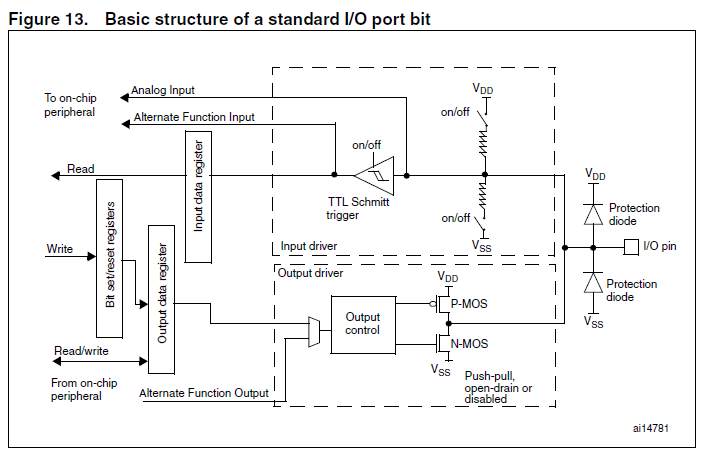 Figure 13. Basic structure of a standard I/O port bit
Analog Input
To on-chip
peripheral
Alternate Function Input
Read
Input data register
on/off
TTL Schmitt
trigger
VDD
on/off
on/off
VSS
Input driver
VDD
Protection
diode
I/O pin
Protection
diode
VSS
Write
Bit set/reset registers
Output data register
Read/write
From on-chip
peripheral
Alternate Function Output
Output driver
Output
control
VDD
P-MOS
N-MOS
VSS
Push-pull,
open-drain or
disabled
ai14781